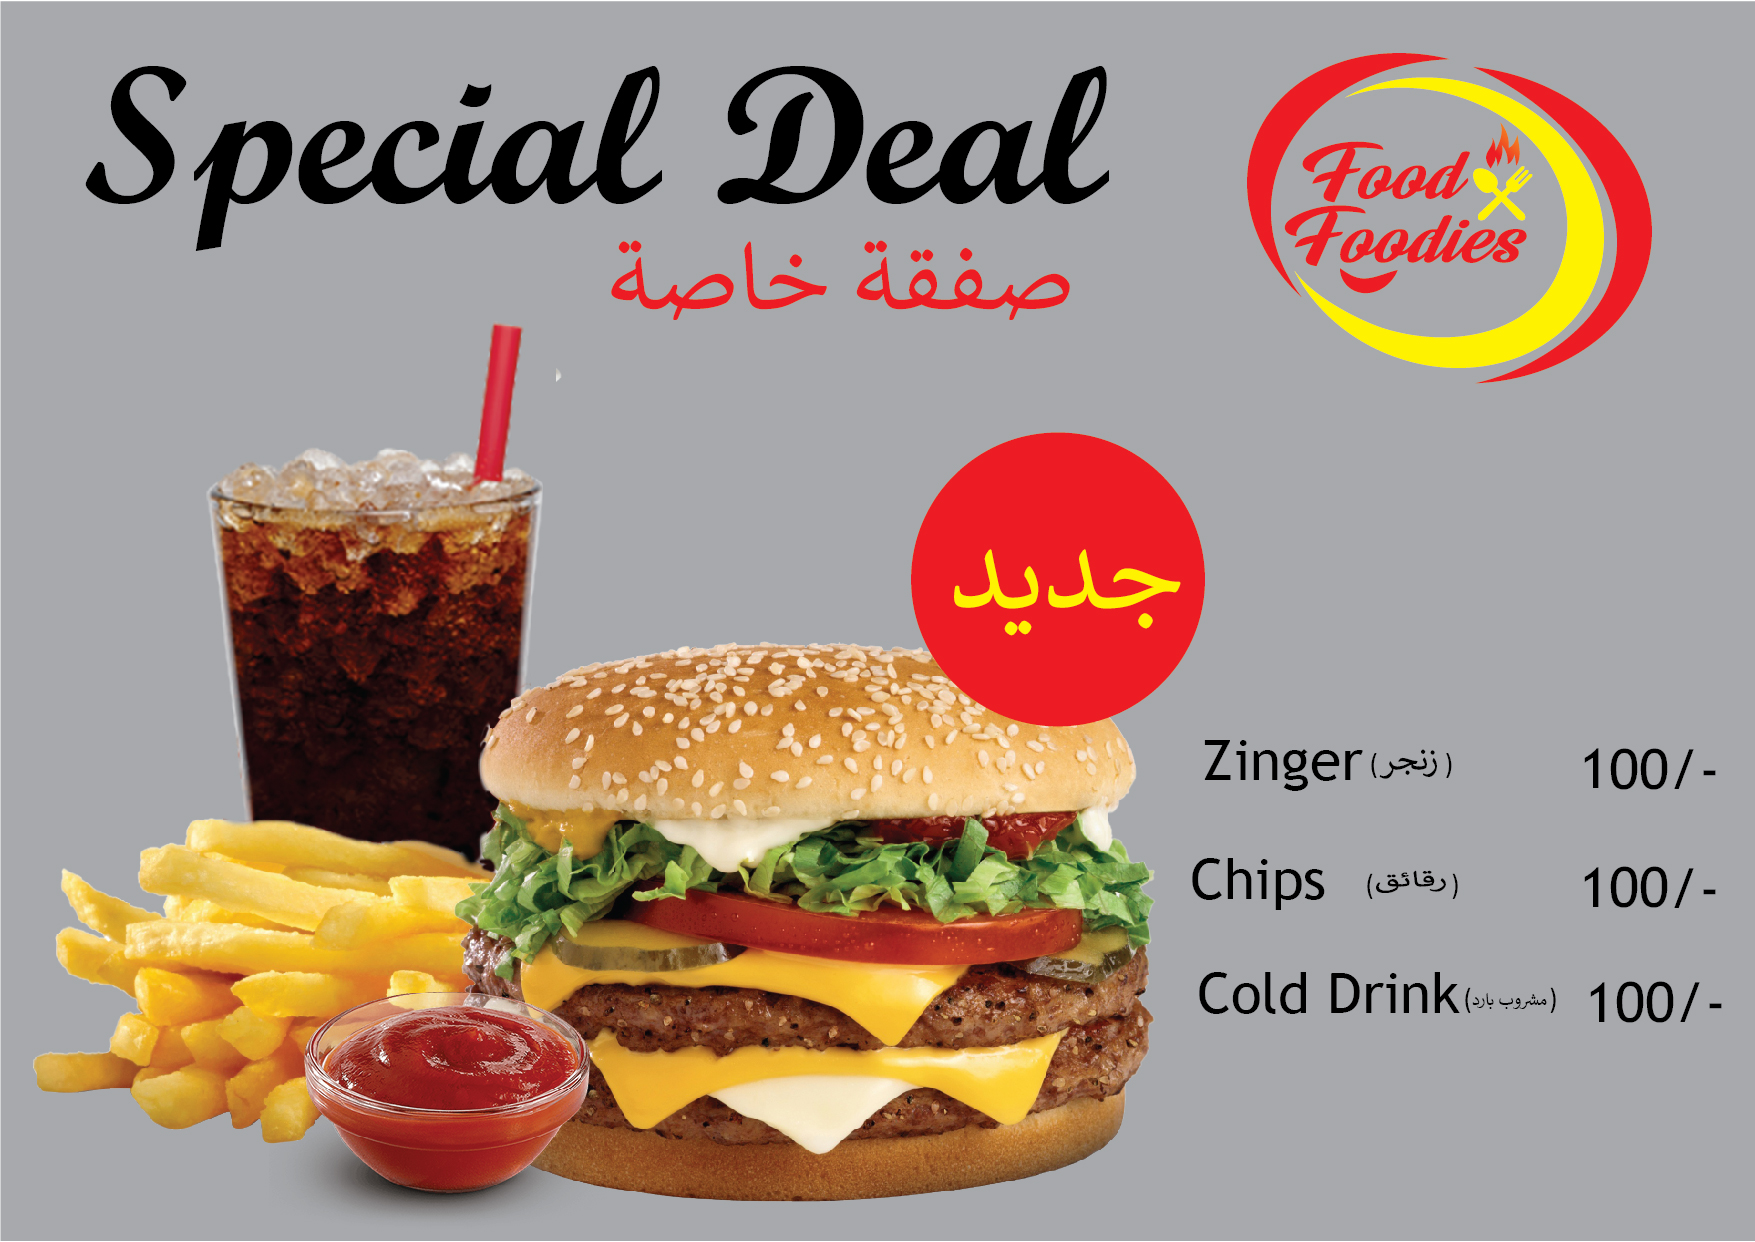 Special Deal
صفقة خاصة
Food
Foodies
جديد
Zinger (زنجر) 100/-
Chips (رقائق) 100/-
Cold Drink (مشروب بارد) 100/-